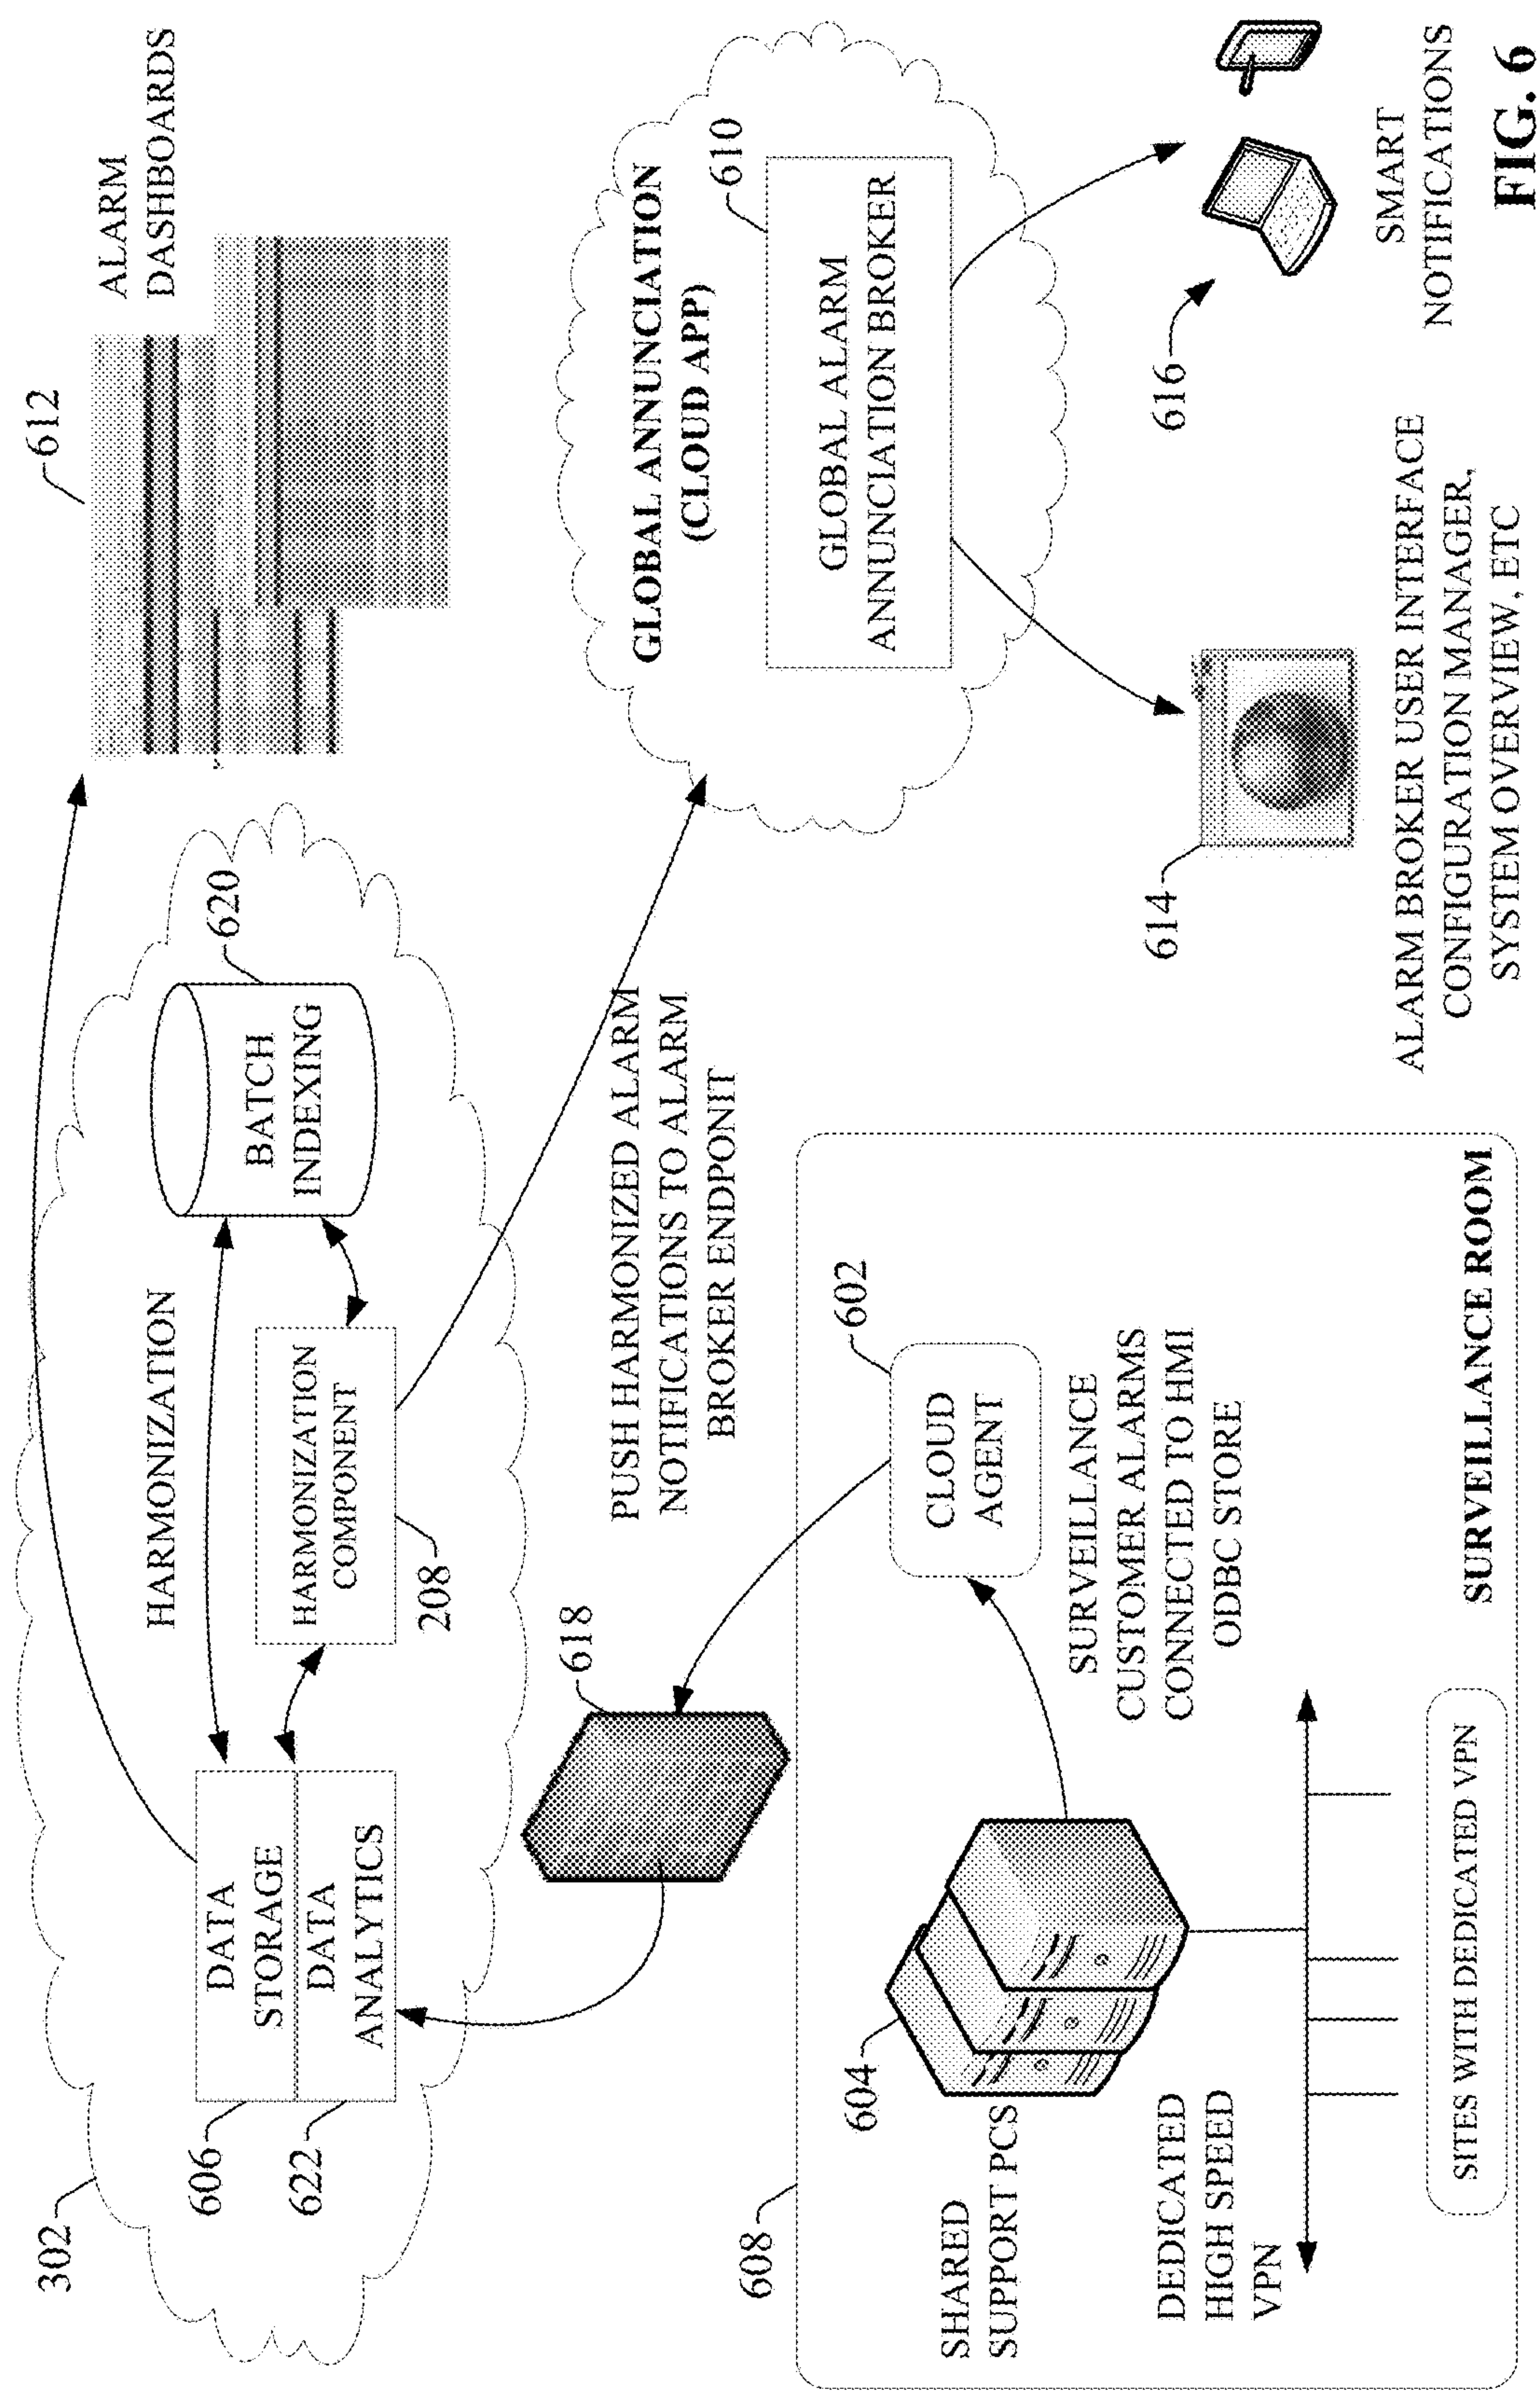 302
606
622
DATA
STORAGE
DATA
ANALYTICS
HARMONIZATION
HARMONIZATION
COMPONENT
208
BATCH
INDEXING
620
612
ALARM
DASHBOARDS
618
PUSH HARMONIZED ALARM
NOTIFICATIONS TO ALARM
BROKER ENDPONIT
GLOBAL ANNUNCIATION
(CLOUD APP)
610
GLOBAL ALARM
ANNUNCIATION BROKER
608
604
SHARED
SUPPORT PCS
DEDICATED
HIGH SPEED
VPN
602
CLOUD
AGENT
SURVEILLANCE
CUSTOMER ALARMS
CONNECTED TO HMI
ODBC STORE
SITES WITH DEDICATED VPN
SURVEILLANCE ROOM
614
ALARM BROKER USER INTERFACE
CONFIGURATION MANAGER,
SYSTEM OVERVIEW, ETC
616
SMART
NOTIFICATIONS
FIG. 6